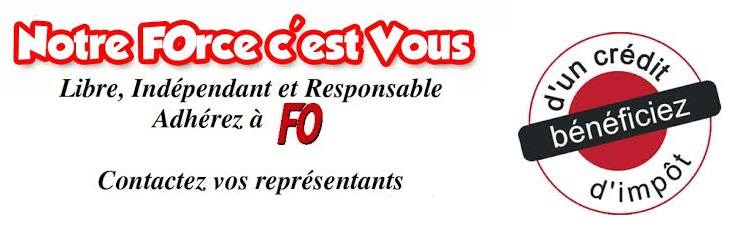 Notre FOrce c'est Vous
Libre, Indépendant et Responsable
Adhérez à FO
Contactez vos représentants
d'un crédit
bénéficiez
d'impôt